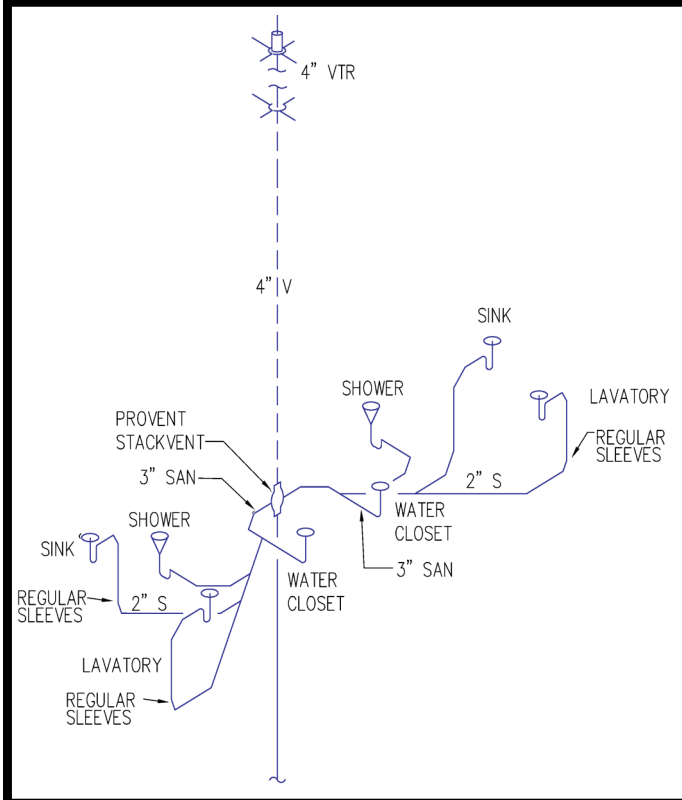 4” VTR
4” V
SINK
SHOWER
LAVATORY
PROVENT
STACKVENT
REGULAR
SLEEVES
3” SAN
2” S
WATER
CLOSET
SHOWER
SINK
3” SAN
WATER
CLOSET
REGULAR
SLEEVES
2” S
LAVATORY
REGULAR
SLEEVES